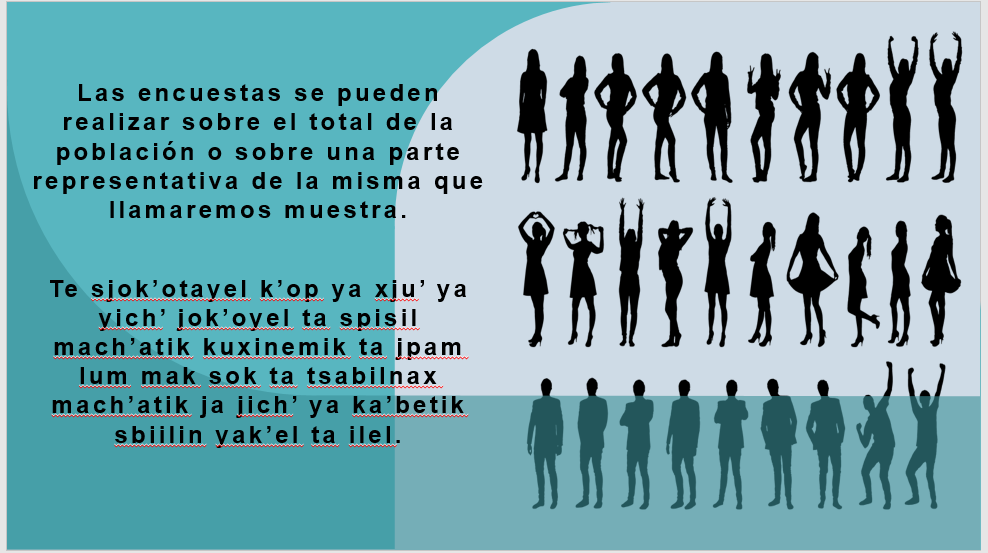 Las encuestas se pueden
realizar sobre el total de la
población o sobre una parte
representativa de la misma que
llamaremos muestra.
Te sjok’otayel k’op ya xju’ ya
yich’ jok’oyel ta spisil
mach’atik kuxinemik ta jpam
lum mak sok ta tsabilnax
mach’atik ja jich’ ya ka’betik
sbiilin yak’el ta ilel.